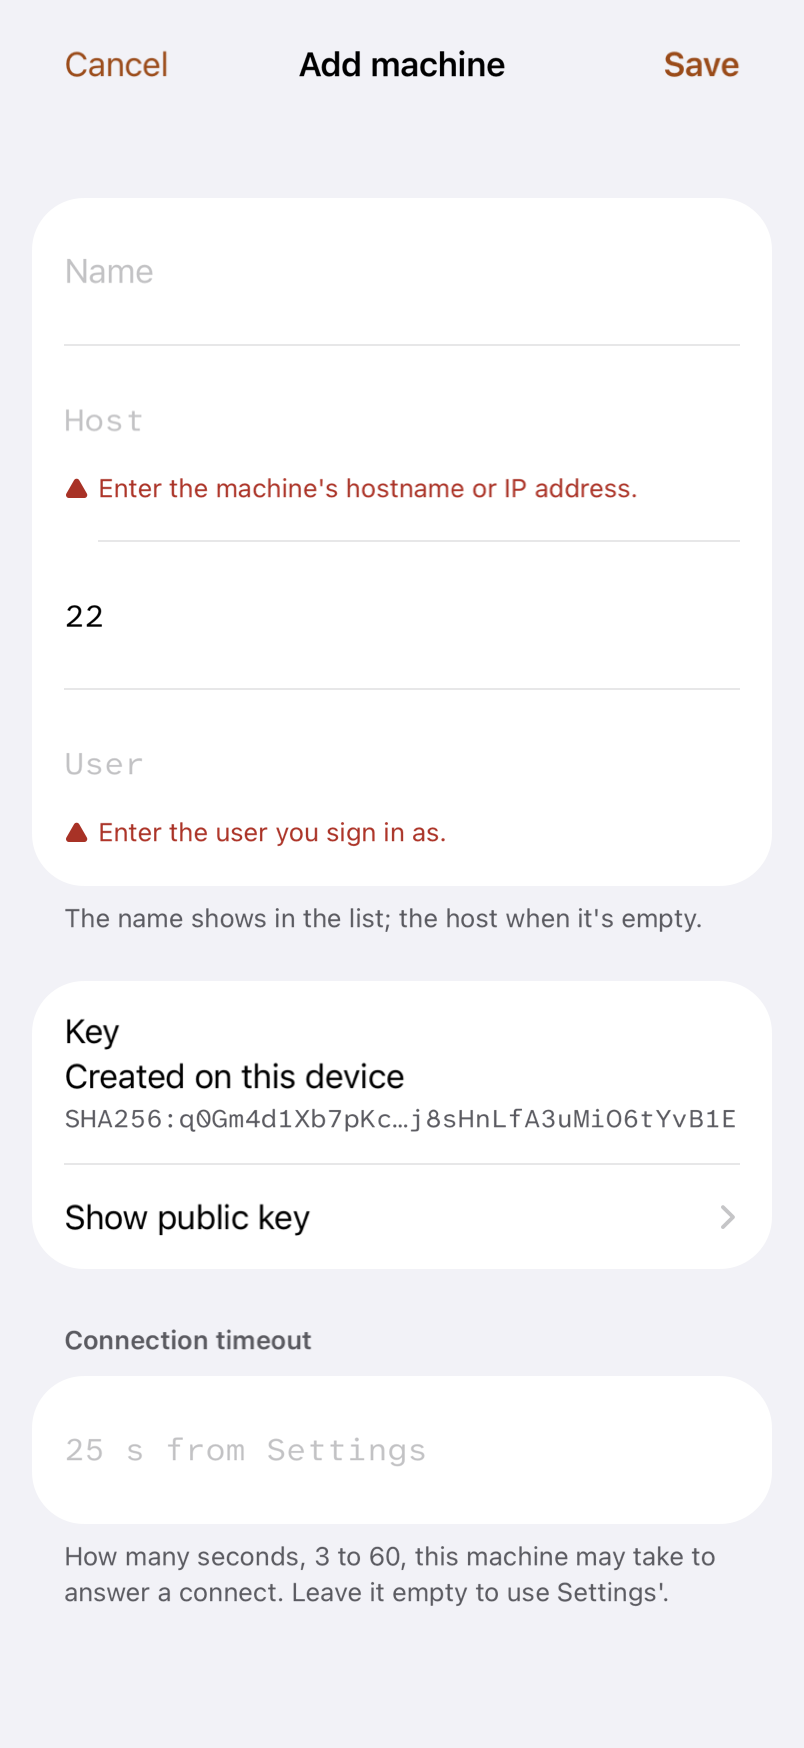 Cancel
Add machine
Save
Name
Host
Enter the machine's hostname or IP address.
22
User
Enter the user you sign in as.
The name shows in the list; the host when it's empty.
Key
Created on this device
SHA256:q0Gm4d1Xb7pKc…j8sHnLfA3uMiO6tYvB1E
Show public key
Connection timeout
25 s from Settings
How many seconds, 3 to 60, this machine may take to
answer a connect. Leave it empty to use Settings'.